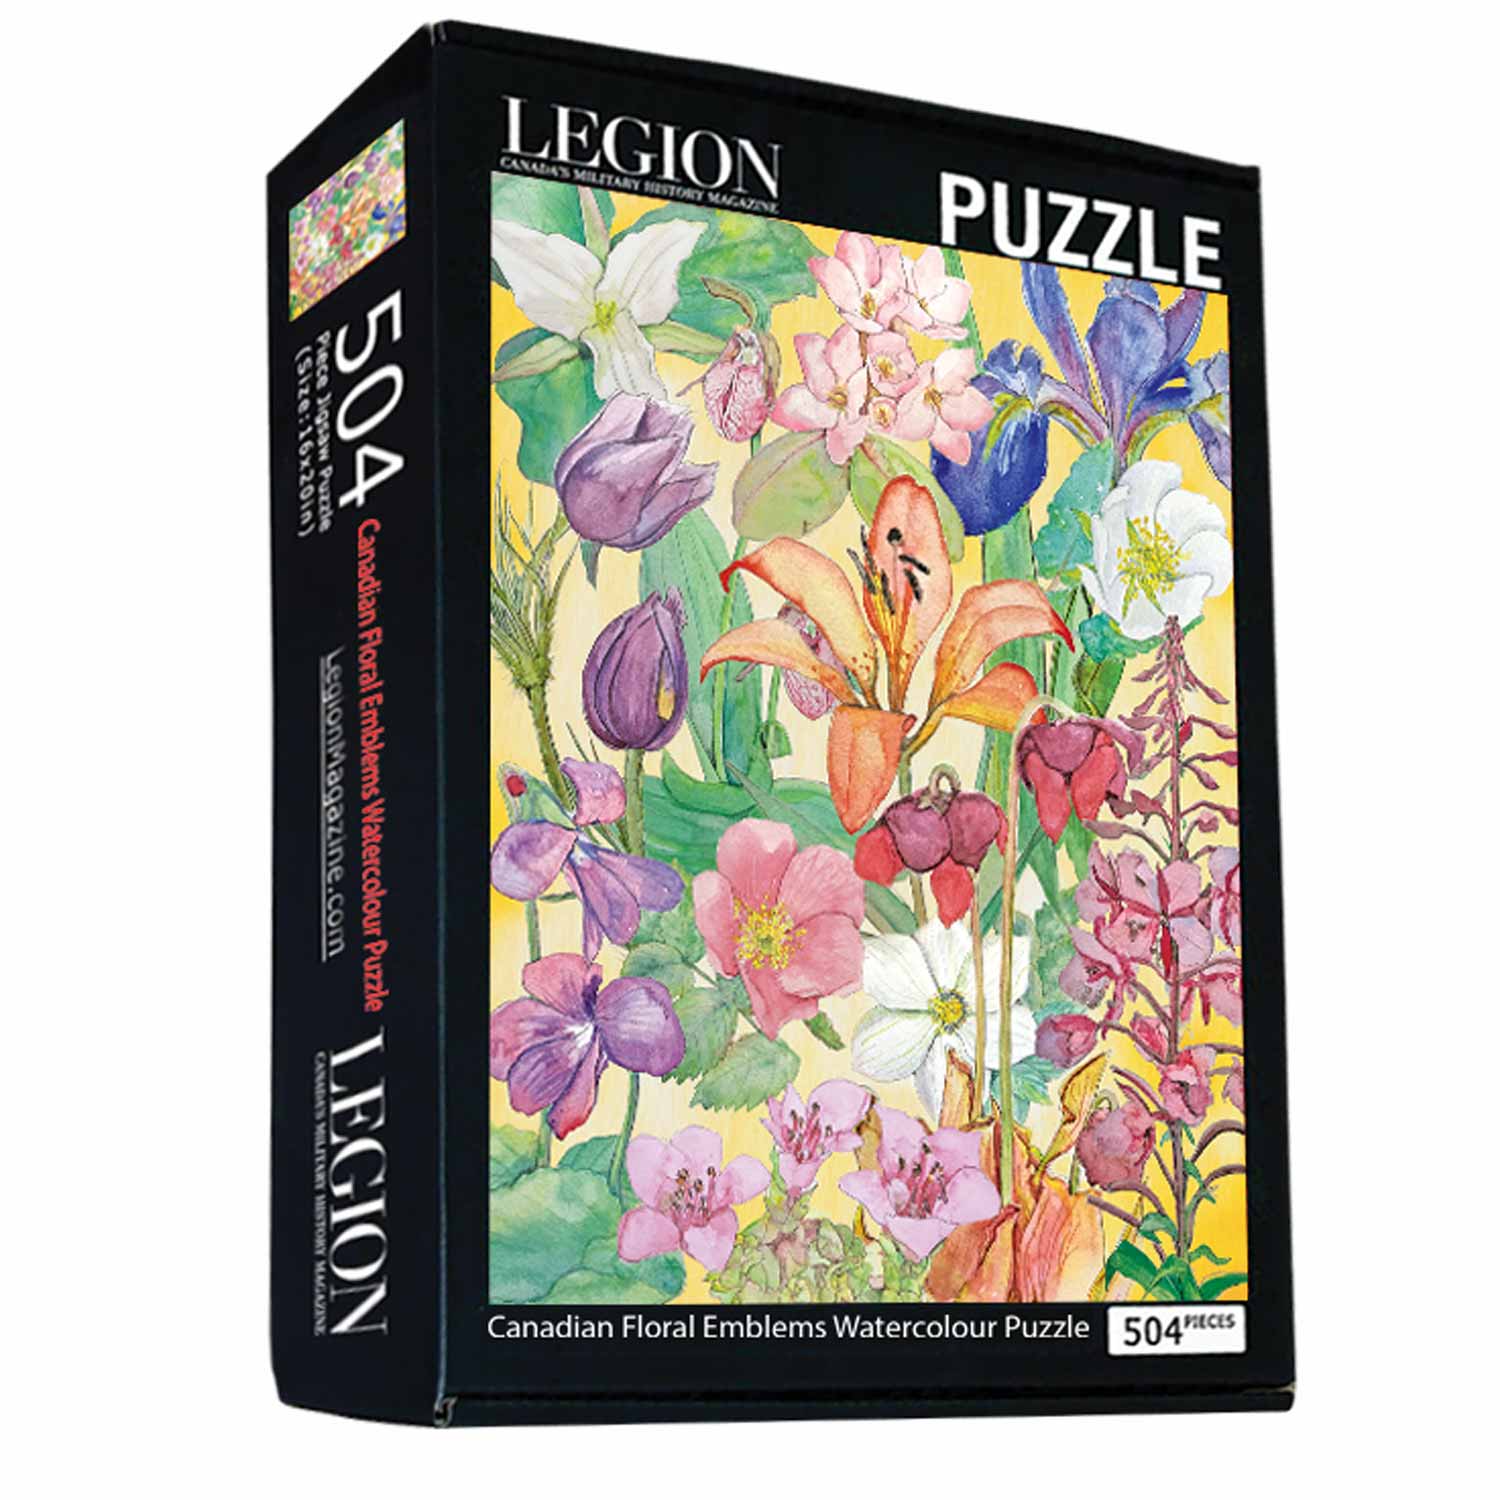 LEGION
CANADA'S MILITARY HISTORY MAGAZINE
PUZZLE
Canadian Floral Emblems Watercolour Puzzle
504 PIECES
504
Piece Jigsaw Puzzle
(Size:16x20in)
Canadian Floral Emblems Watercolour Puzzle
LegionMagazine.com
LEGION
CANADA'S MILITARY HISTORY MAGAZINE